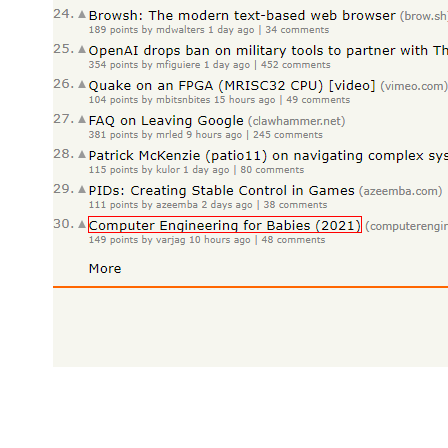 24. Browsh: The modern text-based web browser (brow.sh
189 points by mdwalters 1 day ago | 34 comments
25. OpenAI drops ban on military tools to partner with Th
354 points by mfiguiere 1 day ago | 452 comments
26. Quake on an FPGA (MRISC32 CPU) [video] (vimeo.com)
104 points by mbitsnbites 15 hours ago | 49 comments
27. FAQ on Leaving Google (clawhammer.net)
381 points by mrled 9 hours ago | 245 comments
28. Patrick McKenzie (patio11) on navigating complex sys
115 points by kulor 1 day ago | 80 comments
29. PIDs: Creating Stable Control in Games (azeemba.com)
111 points by azeemba 2 days ago | 38 comments
30. Computer Engineering for Babies (2021) (computerengin
149 points by varjag 10 hours ago | 48 comments
More